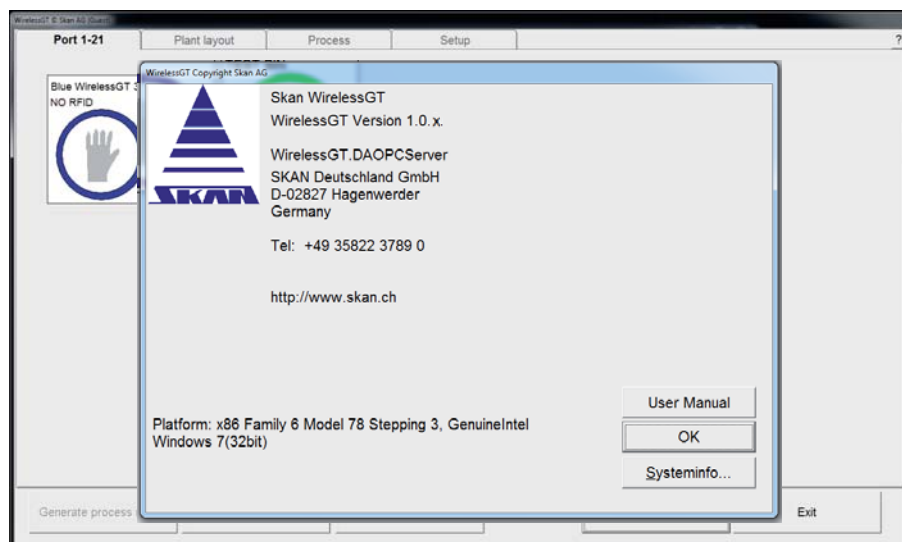 WirelessGT © Skan AG (Guest)
Port 1-21
Plant layout
Process
Setup
?
WirelessGT Copyright Skan AG
Blue WirelessGT 3
NO RFID
Skan WirelessGT
WirelessGT Version 1.0.x.
WirelessGT.DAOPCServer
SKAN Deutschland GmbH
D-02827 Hagenwerder
Germany
Tel: +49 35822 3789 0
http://www.skan.ch
SKAN
Platform: x86 Family 6 Model 78 Stepping 3, GenuineIntel
Windows 7(32bit)
User Manual
OK
Systeminfo...
Generate process
Exit